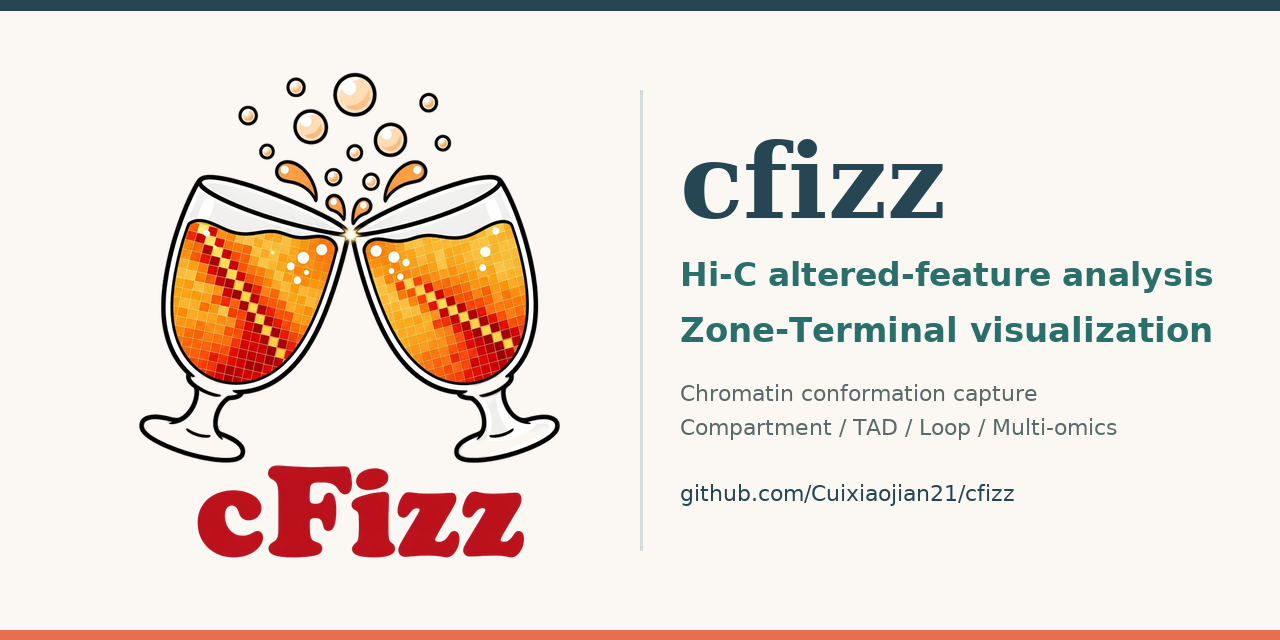 cFizz
cfizz
Hi-C altered-feature analysis
Zone-Terminal visualization
Chromatin conformation capture
Compartment / TAD / Loop / Multi-omics
github.com/Cuixiaojian21/cfizz